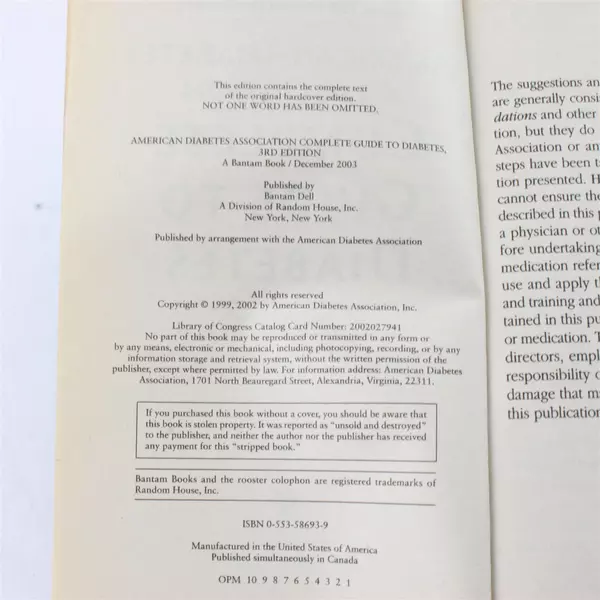 This edition contains the complete text
of the original hardcover edition.
NOT ONE WORD HAS BEEN OMITTED.
AMERICAN DIABETES ASSOCIATION COMPLETE GUIDE TO DIABETES,
3RD EDITION
A Bantam Book / December 2003
Published by
Bantam Dell
A Division of Random House, Inc.
New York, New York
Published by arrangement with the American Diabetes Association
All rights reserved
Copyright © 1999, 2002 by American Diabetes Association, Inc.
Library of Congress Catalog Card Number: 2002027941
No part of this book may be reproduced or transmitted in any form or
by any means, electronic or mechanical, including photocopying, recording, or by any
information storage and retrieval system, without the written permission of the
publisher, except where permitted by law. For information address: American Diabetes
Association, 1701 North Beauregard Street, Alexandria, Virginia, 22311.
If you purchased this book without a cover, you should be aware that
this book is stolen property. It was reported as "unsold and destroyed"
to the publisher, and neither the author nor the publisher has received
any payment for this "stripped book."
Bantam Books and the rooster colophon are registered trademarks of
Random House, Inc.
ISBN 0-553-58693-9
Manufactured in the United States of America
Published simultaneously in Canada
OPM 10 9 8 7 6 5 4 3 2 1
The suggestions an
are generally consi
dations and other
tion, but they do
Association or an
steps have been t
tion presented. H
cannot ensure the
described in this p
a physician or ot
fore undertaking
medication refer
use and apply th
and training and
tained in this pu
or medication. T
directors, empl
responsibility o
damage that m
this publication